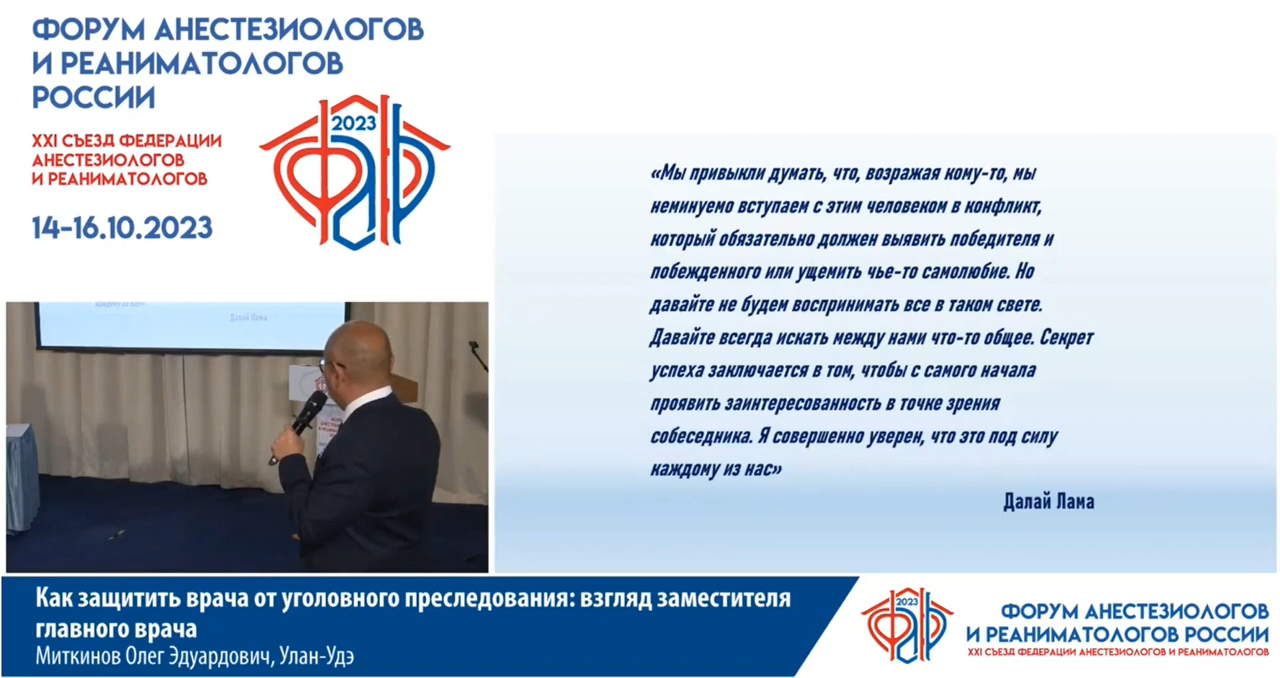 ФОРУМ АНЕСТЕЗИОЛОГОВ
И РЕАНИМАТОЛОГОВ
РОССИИ
XXI СЪЕЗД ФЕДЕРАЦИИ
АНЕСТЕЗИОЛОГОВ
И РЕАНИМАТОЛОГОВ
14-16.10.2023
2023
ФАР
«Мы привыкли думать, что, возражая кому-то, мы
неминуемо вступаем с этим человеком в конфликт,
который обязательно должен выявить победителя и
побежденного или ущемить чье-то самолюбие. Но
давайте не будем воспринимать все в таком свете.
Давайте всегда искать между нами что-то общее. Секрет
успеха заключается в том, чтобы с самого начала
проявить заинтересованность в точке зрения
собеседника. Я совершенно уверен, что это под силу
каждому из нас»
Далай Лама
каждому из нас»
Далай Лама
Как защитить врача от уголовного преследования: взгляд заместителя
главного врача
Миткинов Олег Эдуардович, Улан-Удэ
2023
ФАР
ФОРУМ АНЕСТЕЗИОЛОГОВ
И РЕАНИМАТОЛОГОВ РОССИИ
XXI СЪЕЗД ФЕДЕРАЦИИ АНЕСТЕЗИОЛОГОВ И РЕАНИМАТОЛОГОВ